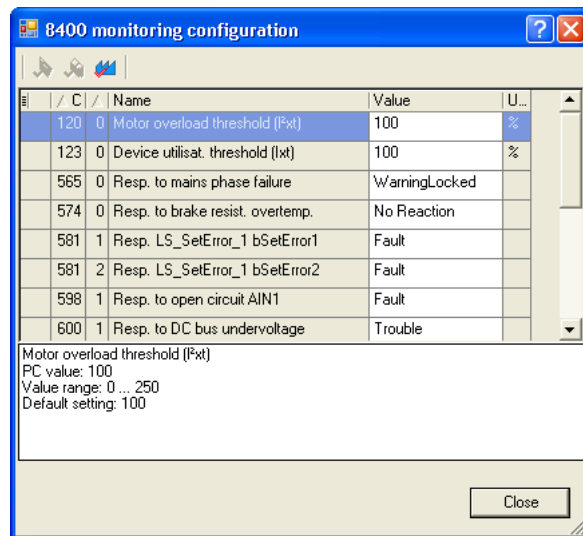 8400 monitoring configuration
C Name Value U...
120 0 Motor overload threshold (I²xt) 100 %
123 0 Device utilisat. threshold (Ixt) 100 %
565 0 Resp. to mains phase failure WarningLocked
574 0 Resp. to brake resist. overtemp. No Reaction
581 1 Resp. LS_SetError_1 bSetError1 Fault
581 2 Resp. LS_SetError_1 bSetError2 Fault
598 1 Resp. to open circuit AIN1 Fault
600 1 Resp. to DC bus undervoltage Trouble
Motor overload threshold (I²xt)
PC value: 100
Value range: 0 ... 250
Default setting: 100
Close